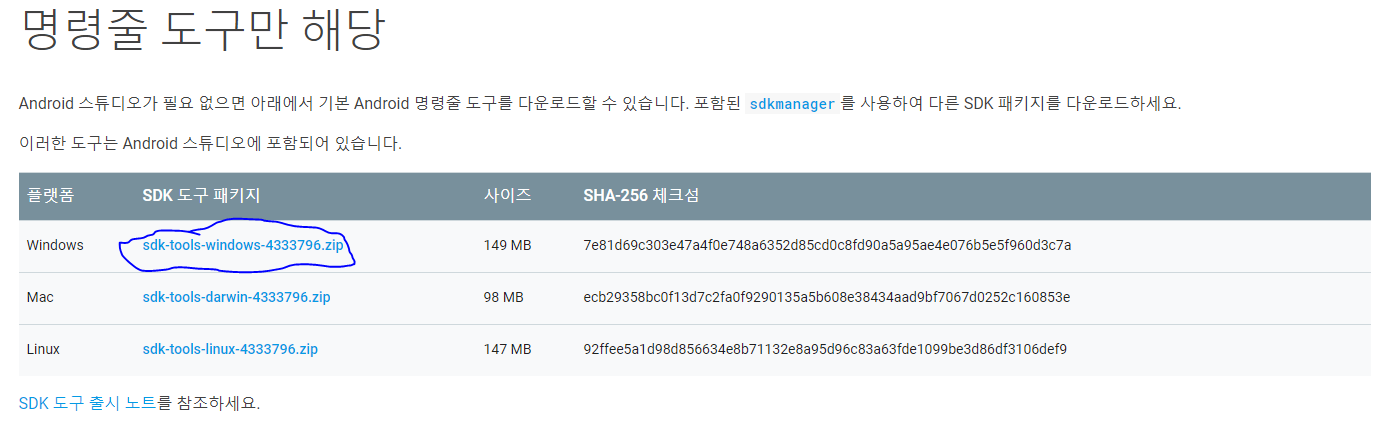 명령줄 도구만 해당
Android 스튜디오가 필요 없으면 아래에서 기본 Android 명령줄 도구를 다운로드할 수 있습니다. 포함된 sdkmanager 를 사용하여 다른 SDK 패키지를 다운로드하세요.
이러한 도구는 Android 스튜디오에 포함되어 있습니다.
플랫폼 SDK 도구 패키지 사이즈 SHA-256 체크섬
Windows sdk-tools-windows-4333796.zip 149 MB 7e81d69c303e47a4f0e748a6352d85cd0c8fd90a5a95ae4e076b5e5f960d3c7a
Mac sdk-tools-darwin-4333796.zip 98 MB ecb29358bc0f13d7c2fa0f9290135a5b608e38434aad9bf7067d0252c160853e
Linux sdk-tools-linux-4333796.zip 147 MB 92ffee5a1d98d856634e8b71132e8a95d96c83a63fde1099be3d86df3106def9
SDK 도구 출시 노트를 참조하세요.